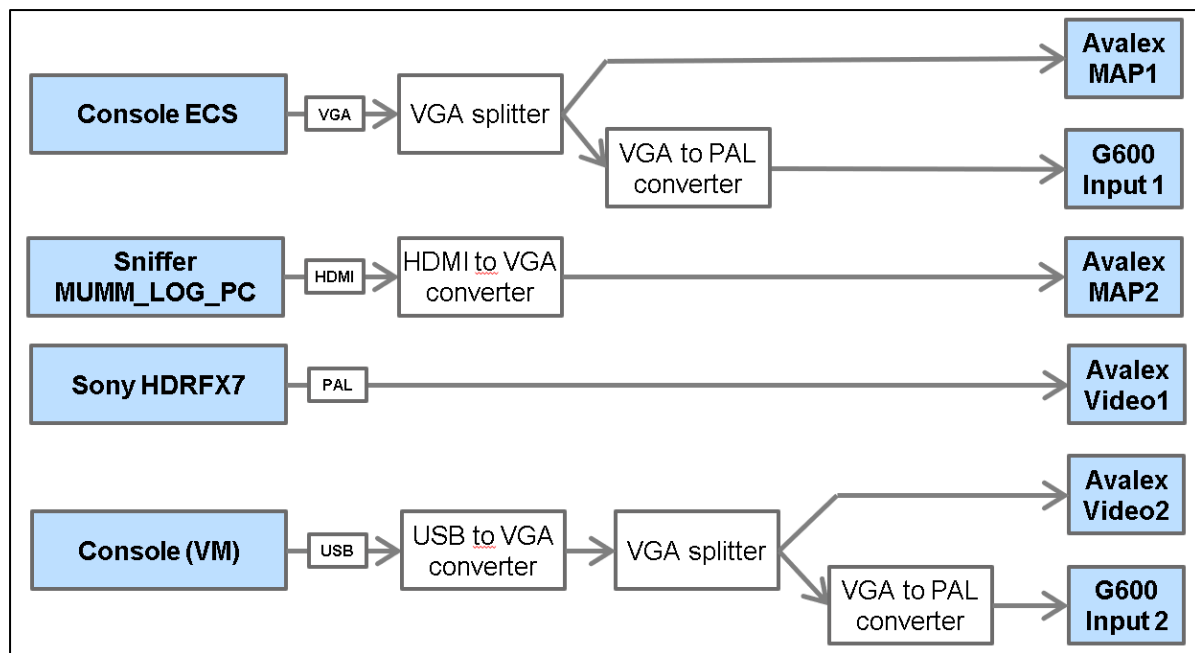 Console ECS
VGA
VGA splitter
Avalex
MAP1
VGA to PAL
converter
G600
Input 1
Sniffer
MUMM_LOG_PC
HDMI
HDMI to VGA
converter
Avalex
MAP2
Sony HDRFX7
PAL
Avalex
Video1
Console (VM)
USB
USB to VGA
converter
VGA splitter
Avalex
Video2
VGA to PAL
converter
G600
Input 2